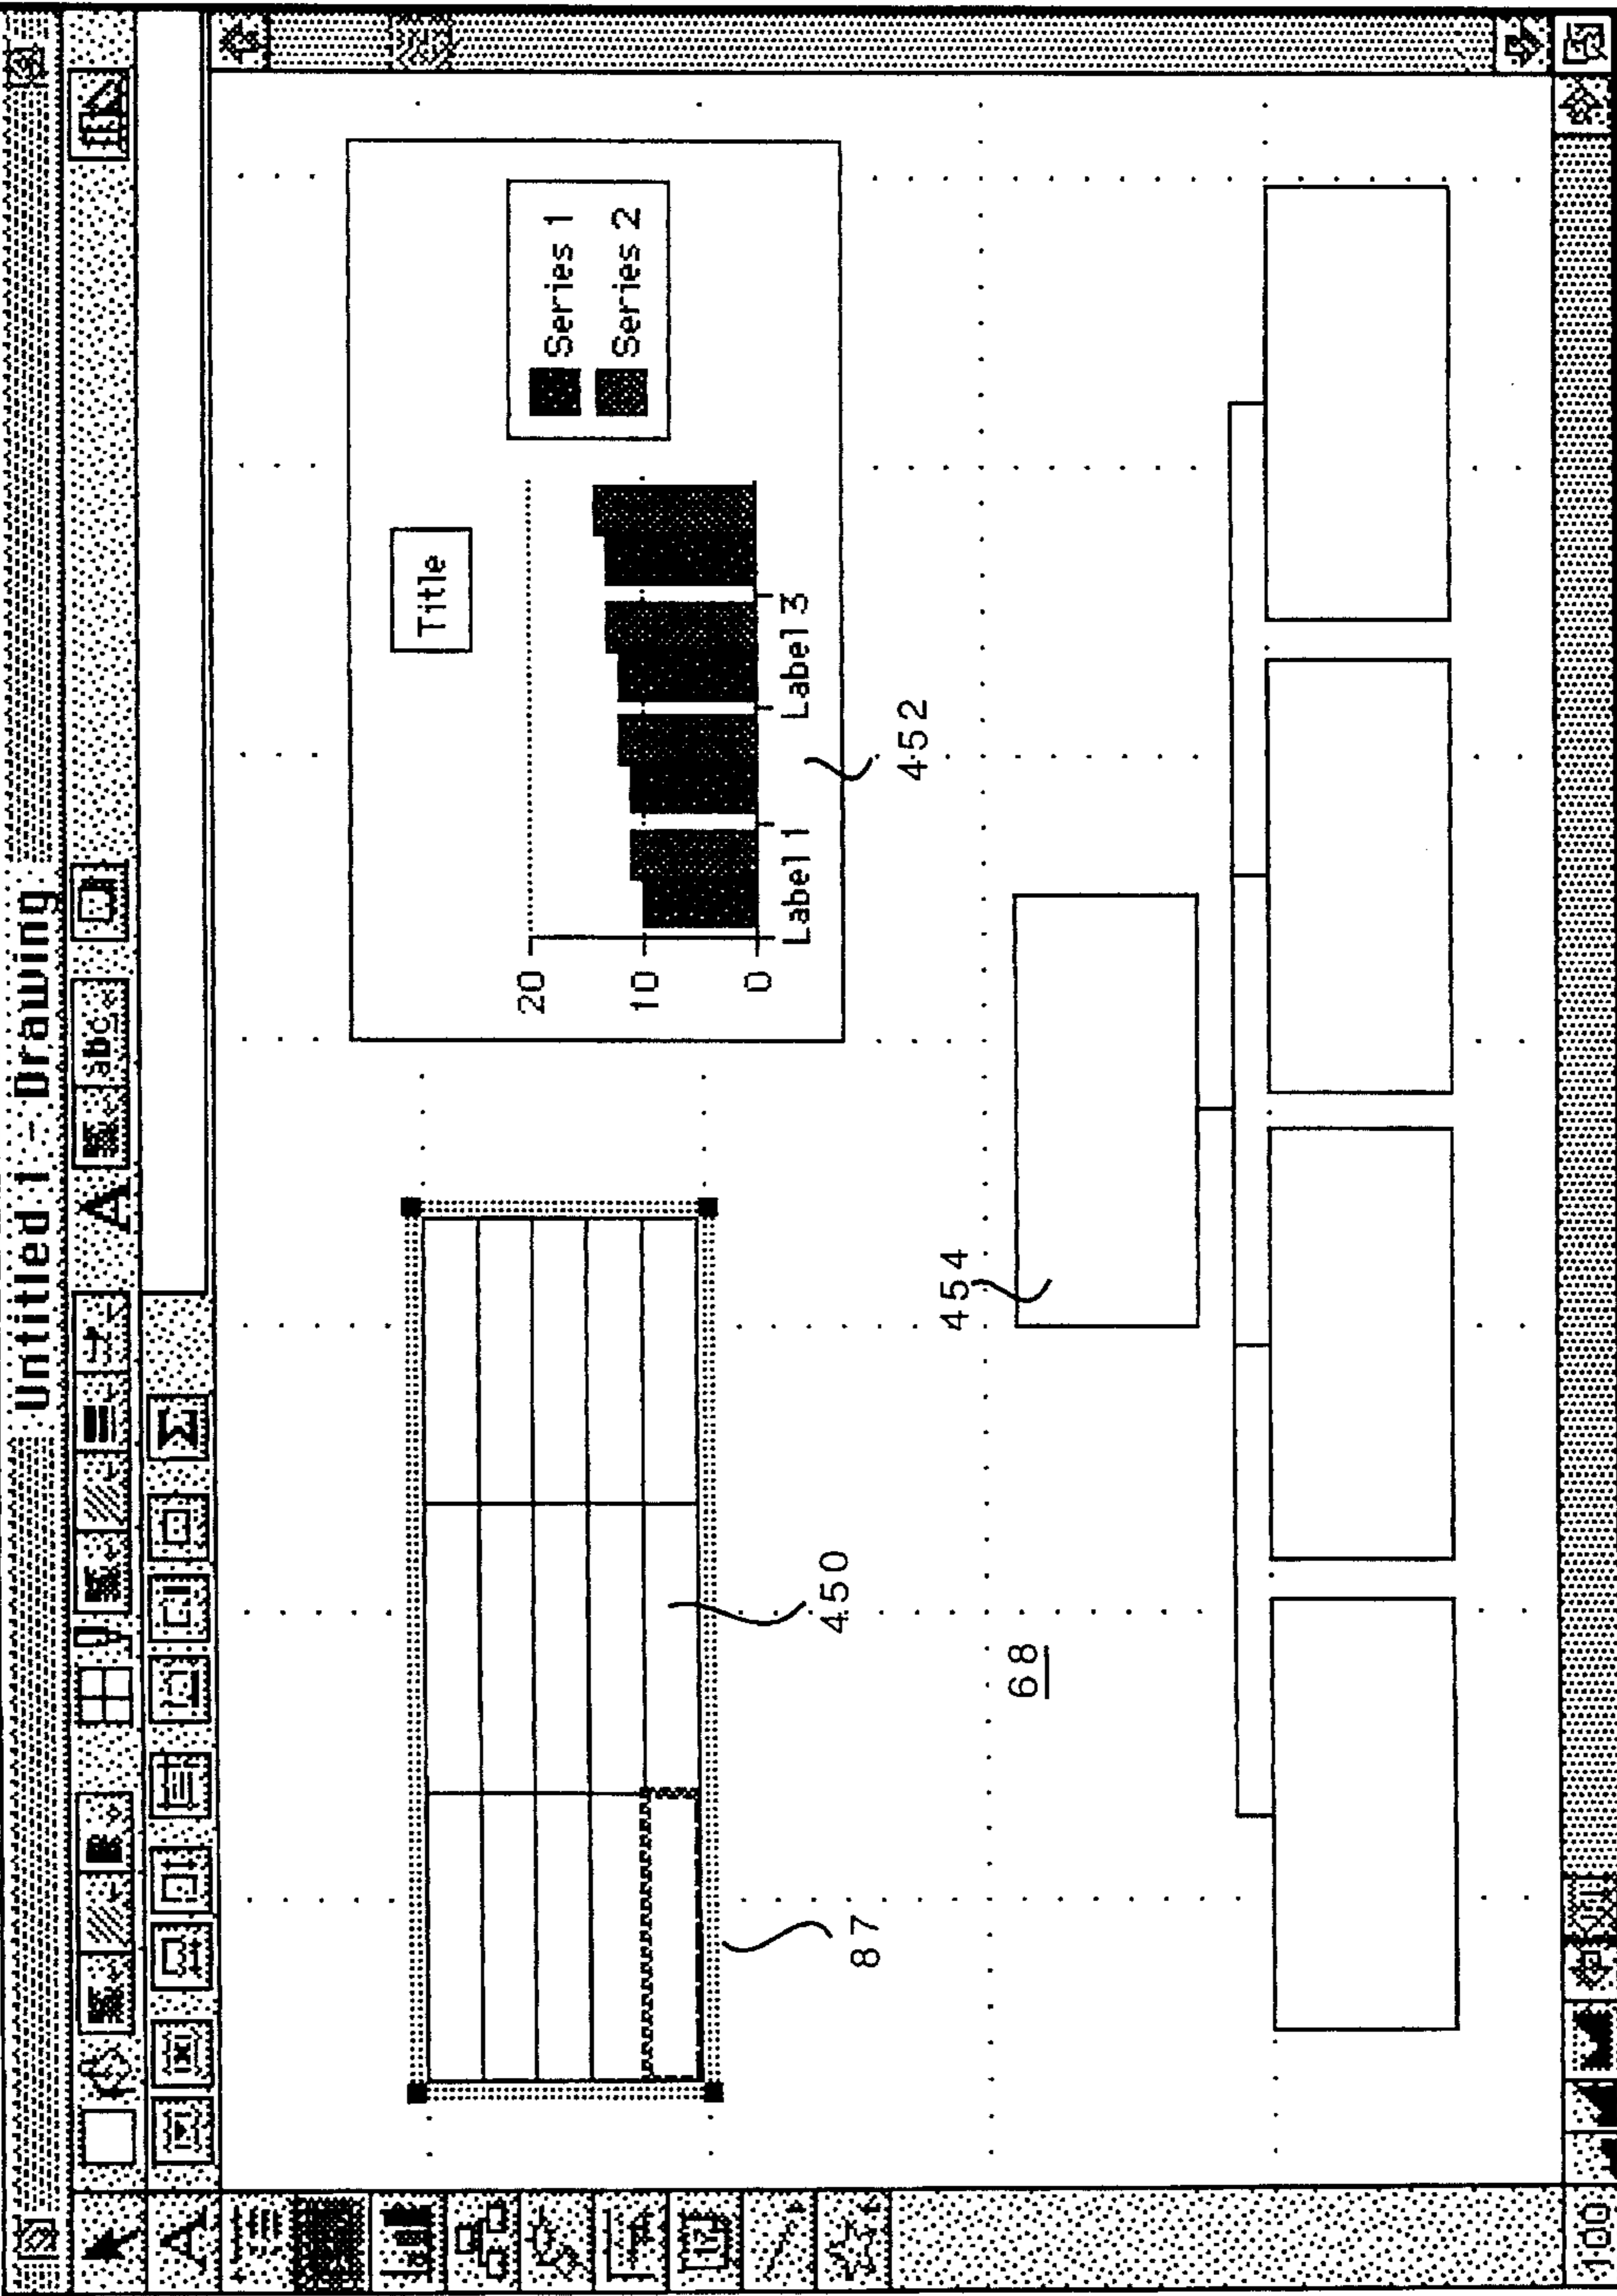 Untitled 1 - Drawing
A
abc
A
Title
20
10
0
Series 1
Series 2
Label 1
Label 3
452
450
87
454
68
100